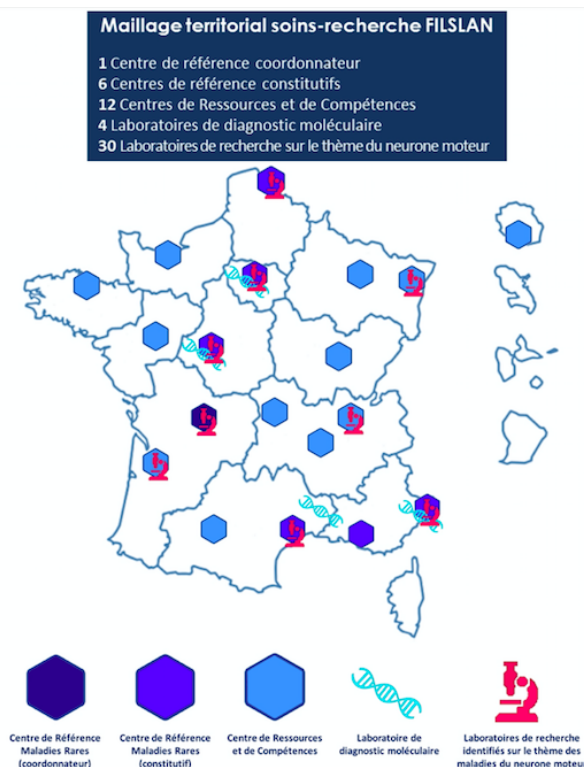 Maillage territorial soins-recherche FILSLAN
1 Centre de référence coordonnateur
6 Centres de référence constitutifs
12 Centres de Ressources et de Compétences
4 Laboratoires de diagnostic moléculaire
30 Laboratoires de recherche sur le thème du neurone moteur
Centre de Référence
Maladies Rares
(coordonnateur)
Centre de Référence
Maladies Rares
(constitutif)
Centre de Ressources
et de Compétences
Laboratoire de
diagnostic moléculaire
Laboratoires de recherche
identifiés sur le thème des
maladies du neurone moteur